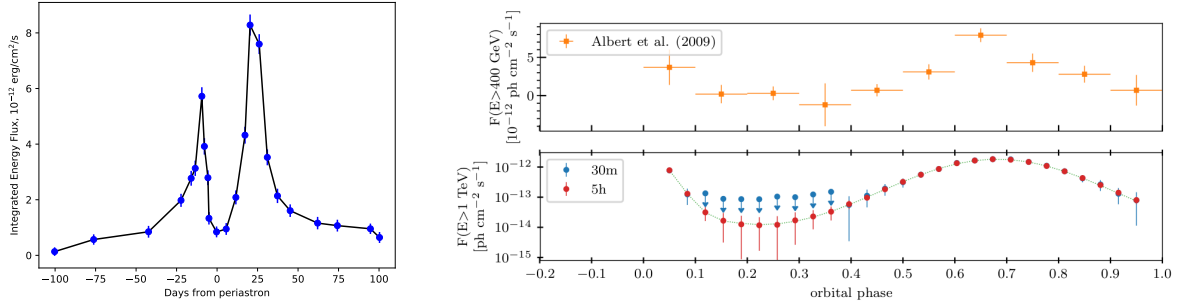 Integrated Energy Flux, 10⁻¹² erg/cm²/s
8
6
4
2
0
−100 −75 −50 −25 0 25 50 75 100
Days from periastron
F(E>400 GeV)
[10⁻¹² ph cm⁻² s⁻¹]
5
0
Albert et al. (2009)
F(E>1 TeV)
[ph cm⁻² s⁻¹]
10⁻¹²
10⁻¹³
10⁻¹⁴
10⁻¹⁵
30m
5h
−0.2 −0.1 0.0 0.1 0.2 0.3 0.4 0.5 0.6 0.7 0.8 0.9 1.0
orbital phase